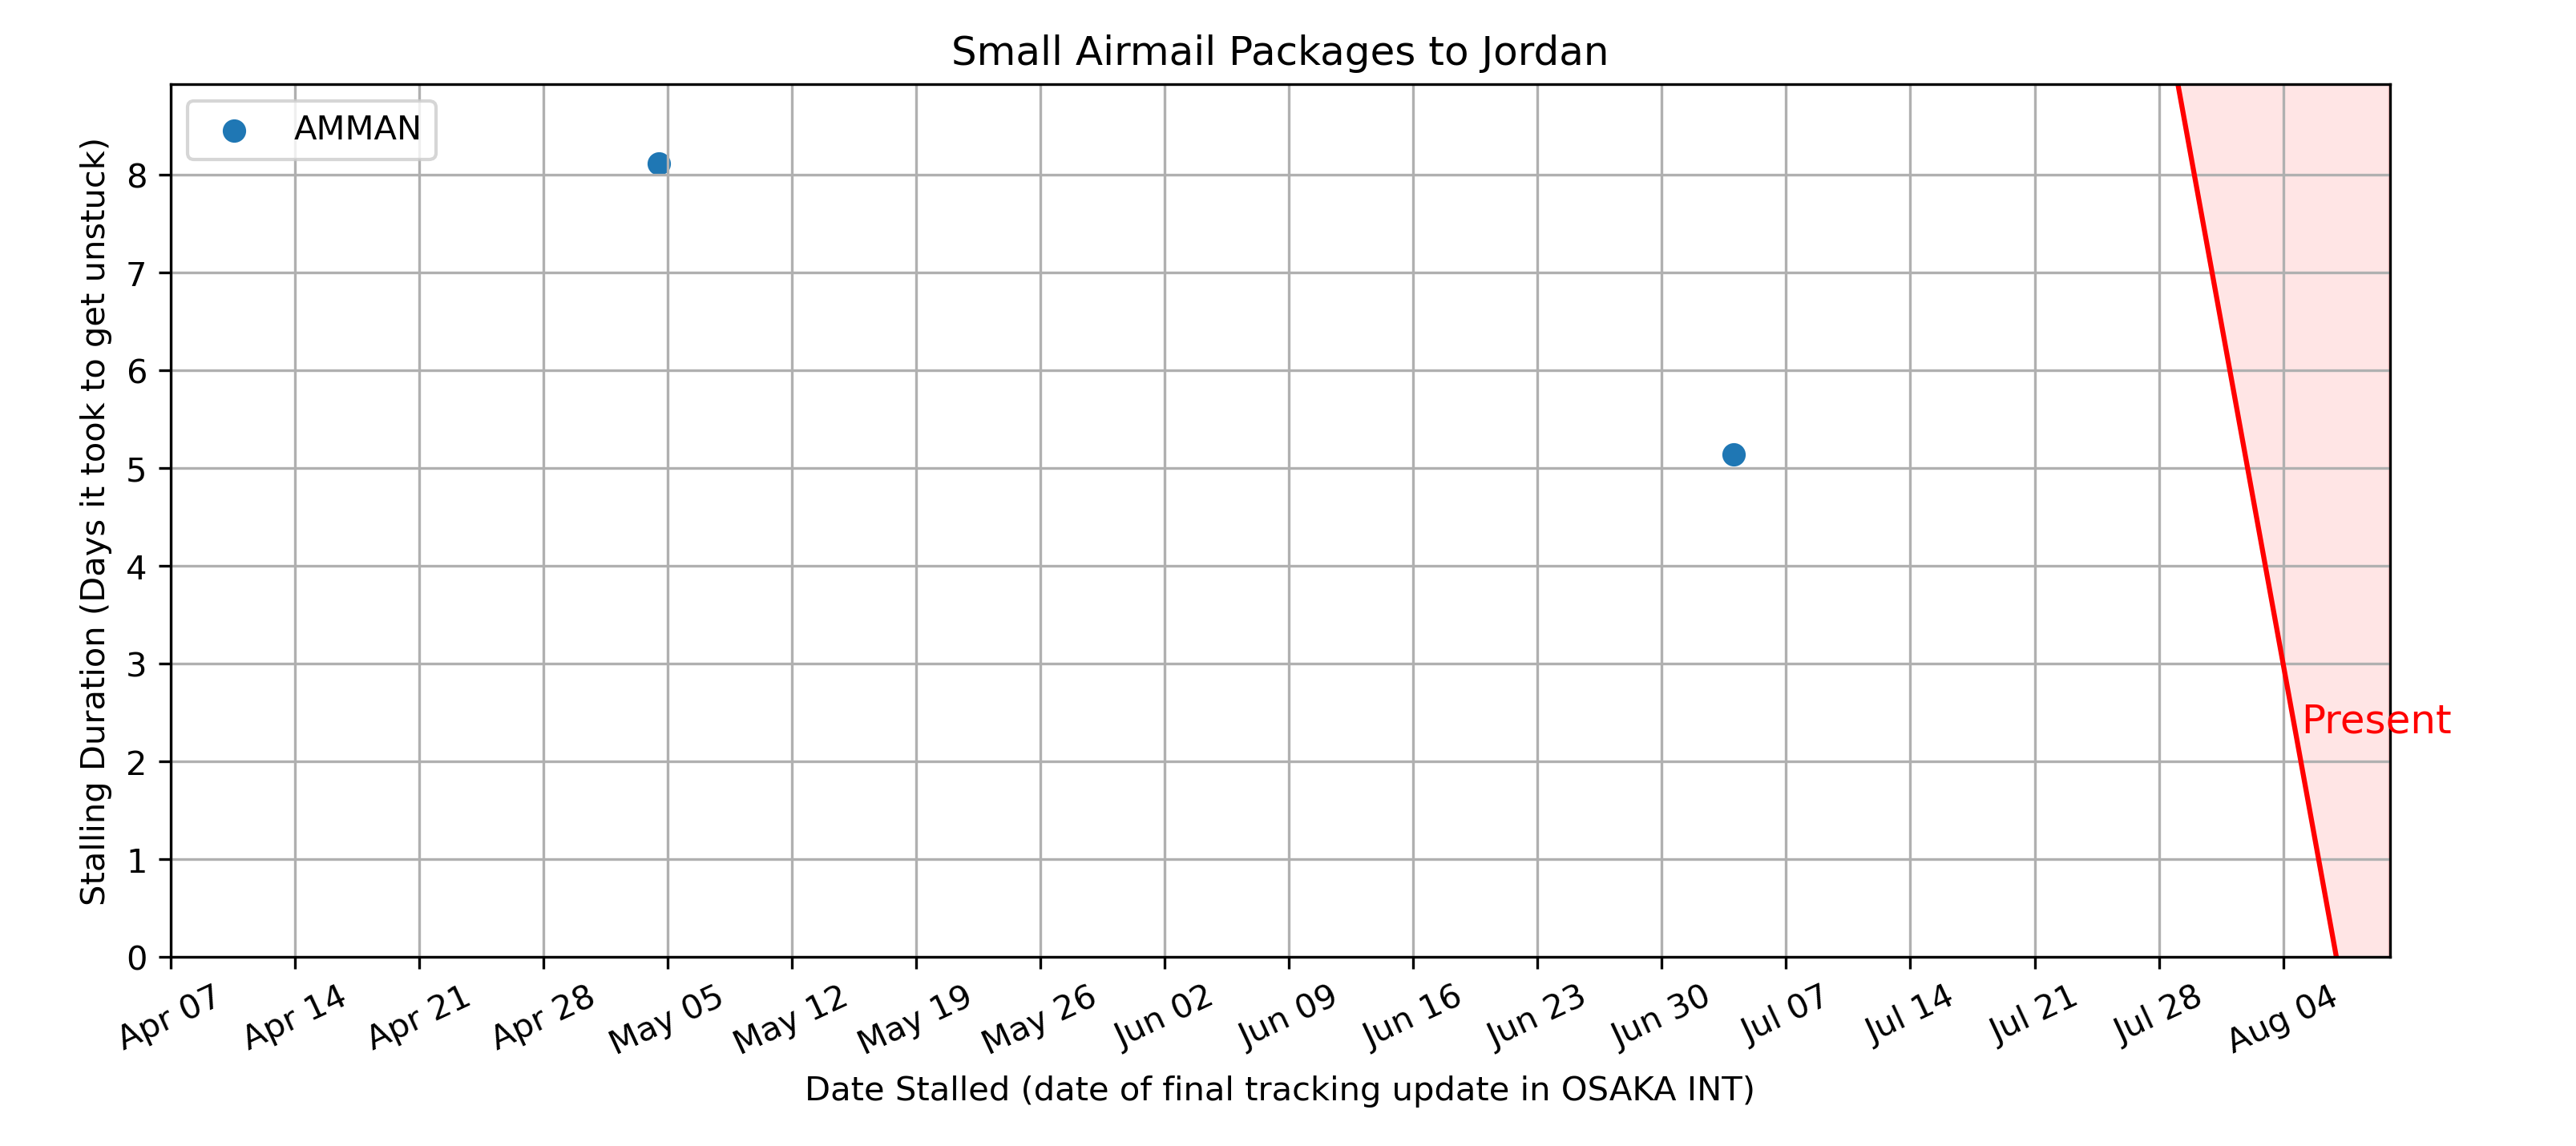 Small Airmail Packages to Jordan
AMMAN
Stalling Duration (Days it took to get unstuck)
8
7
6
5
4
3
2
1
0
Present
Apr 07 Apr 14 Apr 21 Apr 28 May 05 May 12 May 19 May 26 Jun 02 Jun 09 Jun 16 Jun 23 Jun 30 Jul 07 Jul 14 Jul 21 Jul 28 Aug 04
Date Stalled (date of final tracking update in OSAKA INT)